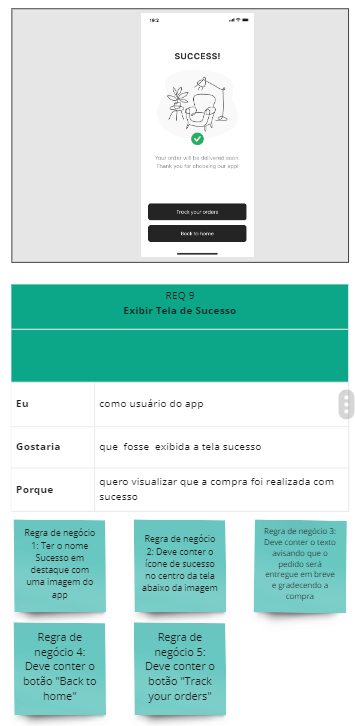 19:2
SUCCESS!
Your order will be delivered soon.
Thank you for choosing our app!
Track your orders
Back to home
REQ 9
Exibir Tela de Sucesso
Eu
como usuário do app
Gostaria
que fosse exibida a tela sucesso
Porque
quero visualizar que a compra foi realizada com
sucesso
Regra de negócio
1: Ter o nome
Sucesso em
destaque com
uma imagem do
app
Regra de negócio
2: Deve conter o
ícone de sucesso
no centro da tela
abaixo da imagem
Regra de negócio 3:
Deve conter o texto
avisando que o
pedido será
entregue em breve
e gradecendo a
compra
Regra de
negócio 4:
Deve conter o
botão "Back to
home"
Regra de
negócio 5:
Deve conter o
botão "Track
your orders"